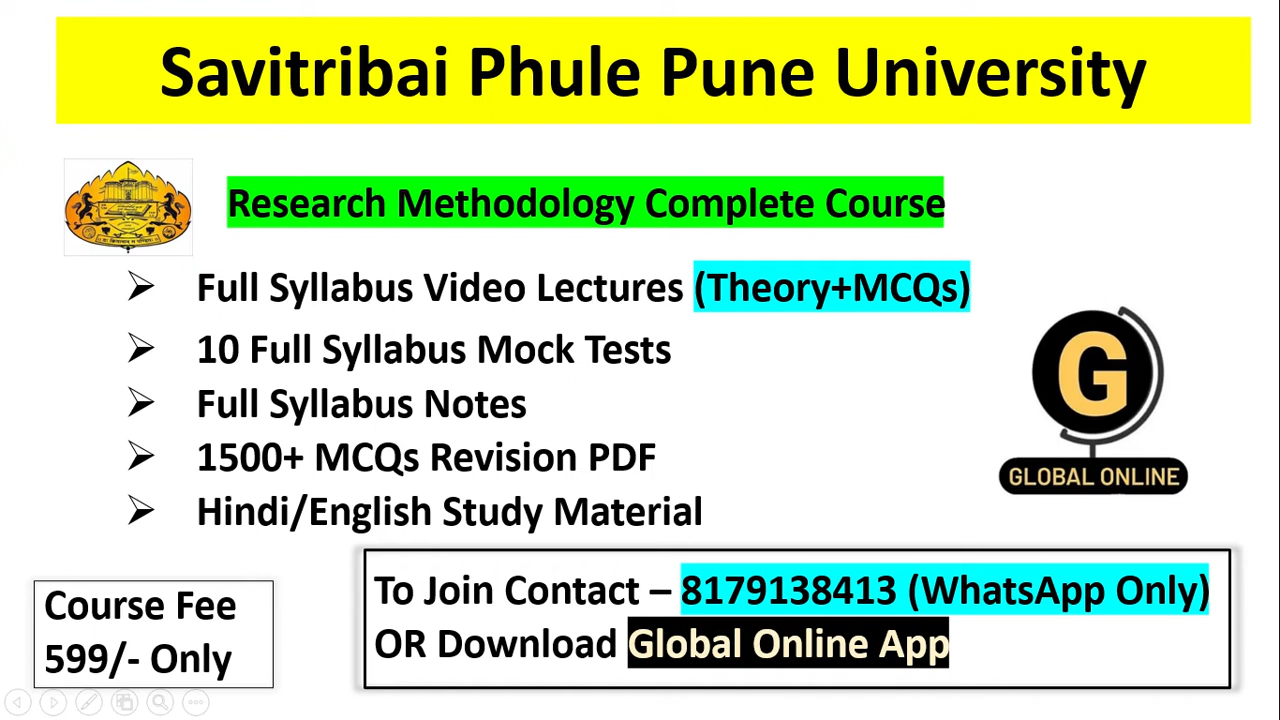 Savitribai Phule Pune University
Research Methodology Complete Course
Full Syllabus Video Lectures (Theory+MCQs)
10 Full Syllabus Mock Tests
Full Syllabus Notes
1500+ MCQs Revision PDF
Hindi/English Study Material
G
GLOBAL ONLINE
Course Fee
599/- Only
To Join Contact – 8179138413 (WhatsApp Only)
OR Download Global Online App